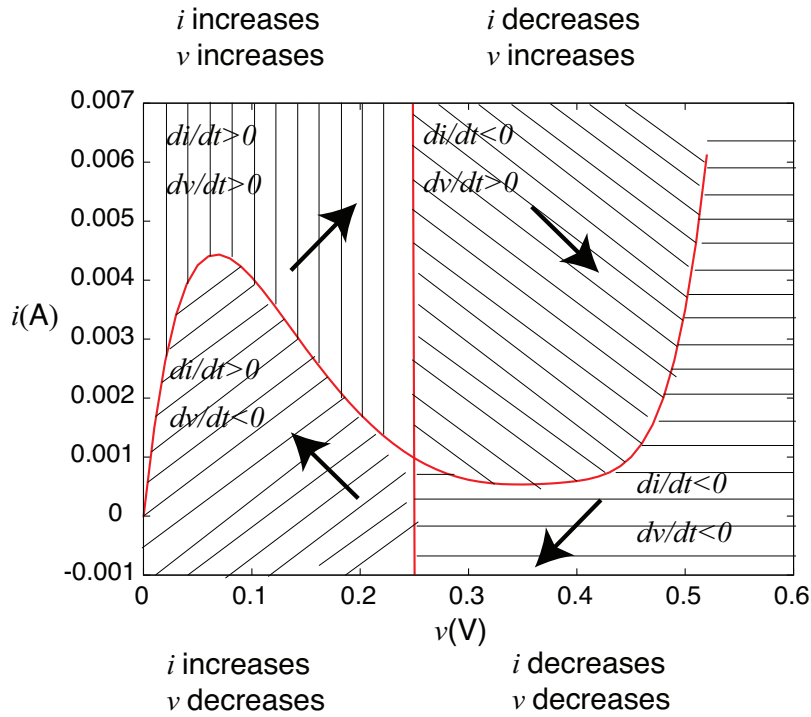 i increases
v increases
i decreases
v increases
0.007
0.006
0.005
0.004
0.003
0.002
0.001
0
-0.001
i(A)
di/dt>0
dv/dt>0
di/dt<0
dv/dt>0
di/dt>0
dv/dt<0
di/dt<0
dv/dt<0
0
0.1
0.2
0.3
0.4
0.5
0.6
v(V)
i increases
v decreases
i decreases
v decreases